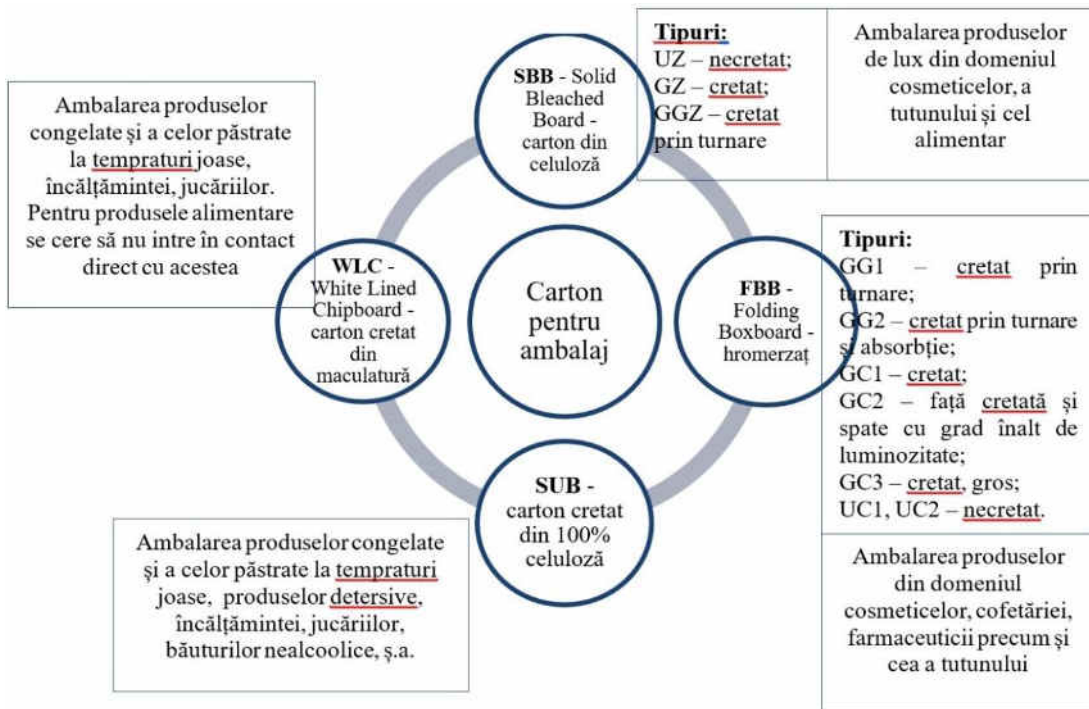 Tipuri:
UZ – necretat;
GZ – cretat;
GGZ – cretat
prin turnare
Ambalarea produselor
de lux din domeniul
cosmeticelor, a
tutunului și cel
alimentar
SBB - Solid
Bleached
Board -
carton din
celuloză
Ambalarea produselor
congelate și a celor păstrate
la tempraturi joase,
încălțămintei, jucăriilor.
Pentru produsele alimentare
se cere să nu intre în contact
direct cu acestea
WLC -
White Lined
Chipboard -
carton cretat
din
maculatură
Carton
pentru
ambalaj
FBB -
Folding
Boxboard -
hromerzaț
Tipuri:
GG1 – cretat prin
turnare;
GG2 – cretat prin turnare
și absorbție;
GC1 – cretat;
GC2 – față cretată și
spate cu grad înalt de
luminozitate;
GC3 – cretat, gros;
UC1, UC2 – necretat.
Ambalarea produselor
din domeniul
cosmeticelor, cofetăriei,
farmaceuticii precum și
cea a tutunului
SUB -
carton cretat
din 100%
celuloză
Ambalarea produselor congelate
și a celor păstrate la tempraturi
joase, produselor detersive,
încălțămintei, jucăriilor,
băuturilor nealcoolice, ș.a.